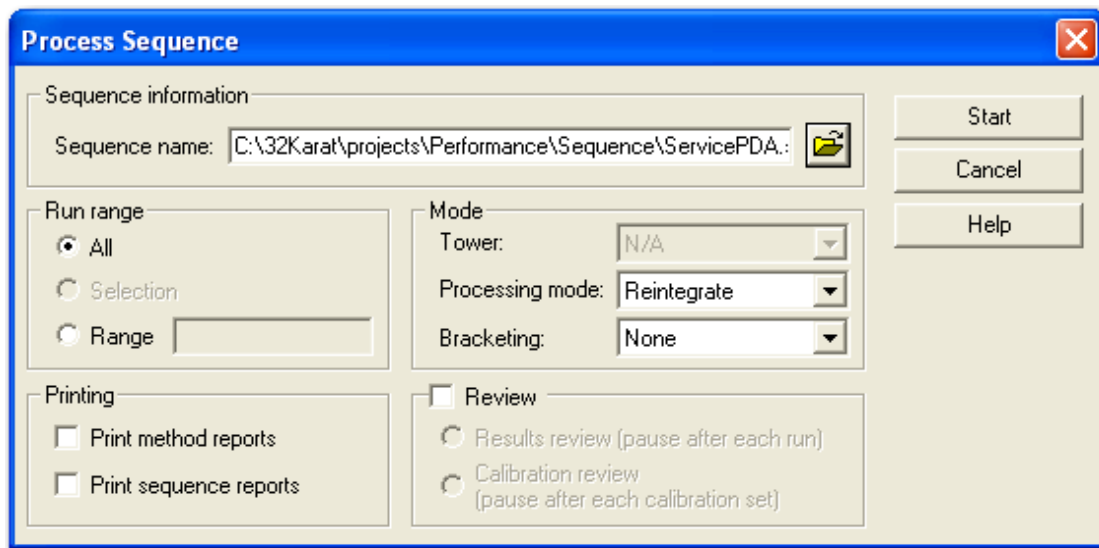 Process Sequence
Sequence information
Sequence name: C:\32Karat\projects\Performance\Sequence\ServicePDA.:
Start
Cancel
Help
Run range
All
Selection
Range
Mode
Tower: N/A
Processing mode: Reintegrate
Bracketing: None
Printing
Print method reports
Print sequence reports
Review
Results review (pause after each run)
Calibration review
(pause after each calibration set)